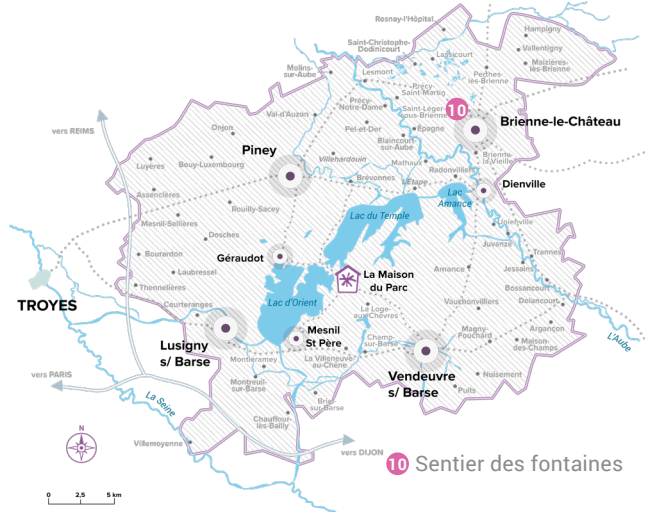 Rosnay-l'Hôpital
Hampigny
Vallentigny
Maizières-
lès-Brienne
Saint-Christophe-
Dodinicourt
Lassicourt
Molins-
sur-Aube
Lesmont
Perthes-
lès-Brienne
Précy-
Saint-Martin
Précy-
Notre-Dame
Saint-Léger-
sous-Brienne
10
Val-d'Auzon
vers REIMS
Onjon
Pel-et-Der
Épagne
Brienne-le-Château
Blaincourt-
sur-Aube
Piney
Brienne-
la-Vieille
Luyères
Bouy-Luxembourg
Villehardouin
Mathaux
Radonvilliers
Brévonnes
L'Étape
Dienville
Assencières
Lac
Amance
Rouilly-Sacey
Lac du Temple
Mesnil-Sellières
Unienville
Dosches
Juvanzé
Trannes
Bouranton
Géraudot
Laubressel
La Maison
du Parc
Amance
Jessains
Thennelières
Bossancourt
TROYES
Courteranges
Lac d'Orient
Vauchonvilliers
Dolancourt
La Loge-
aux-Chèvres
Lusigny
s/ Barse
Mesnil
St Père
Magny-
Fouchard
Argançon
Champ-
sur-Barse
Maison-
des-Champs
L'Aube
La Villeneuve-
au-Chêne
Montiéramey
Vendeuvre
s/ Barse
vers PARIS
Nuisement
Montreuil-
sur-Barse
Puits
La Seine
Briel-
sur-Barse
Chauffour-
lès-Bailly
N
Villemoyenne
vers DIJON
10 Sentier des fontaines
0 2,5 5 km